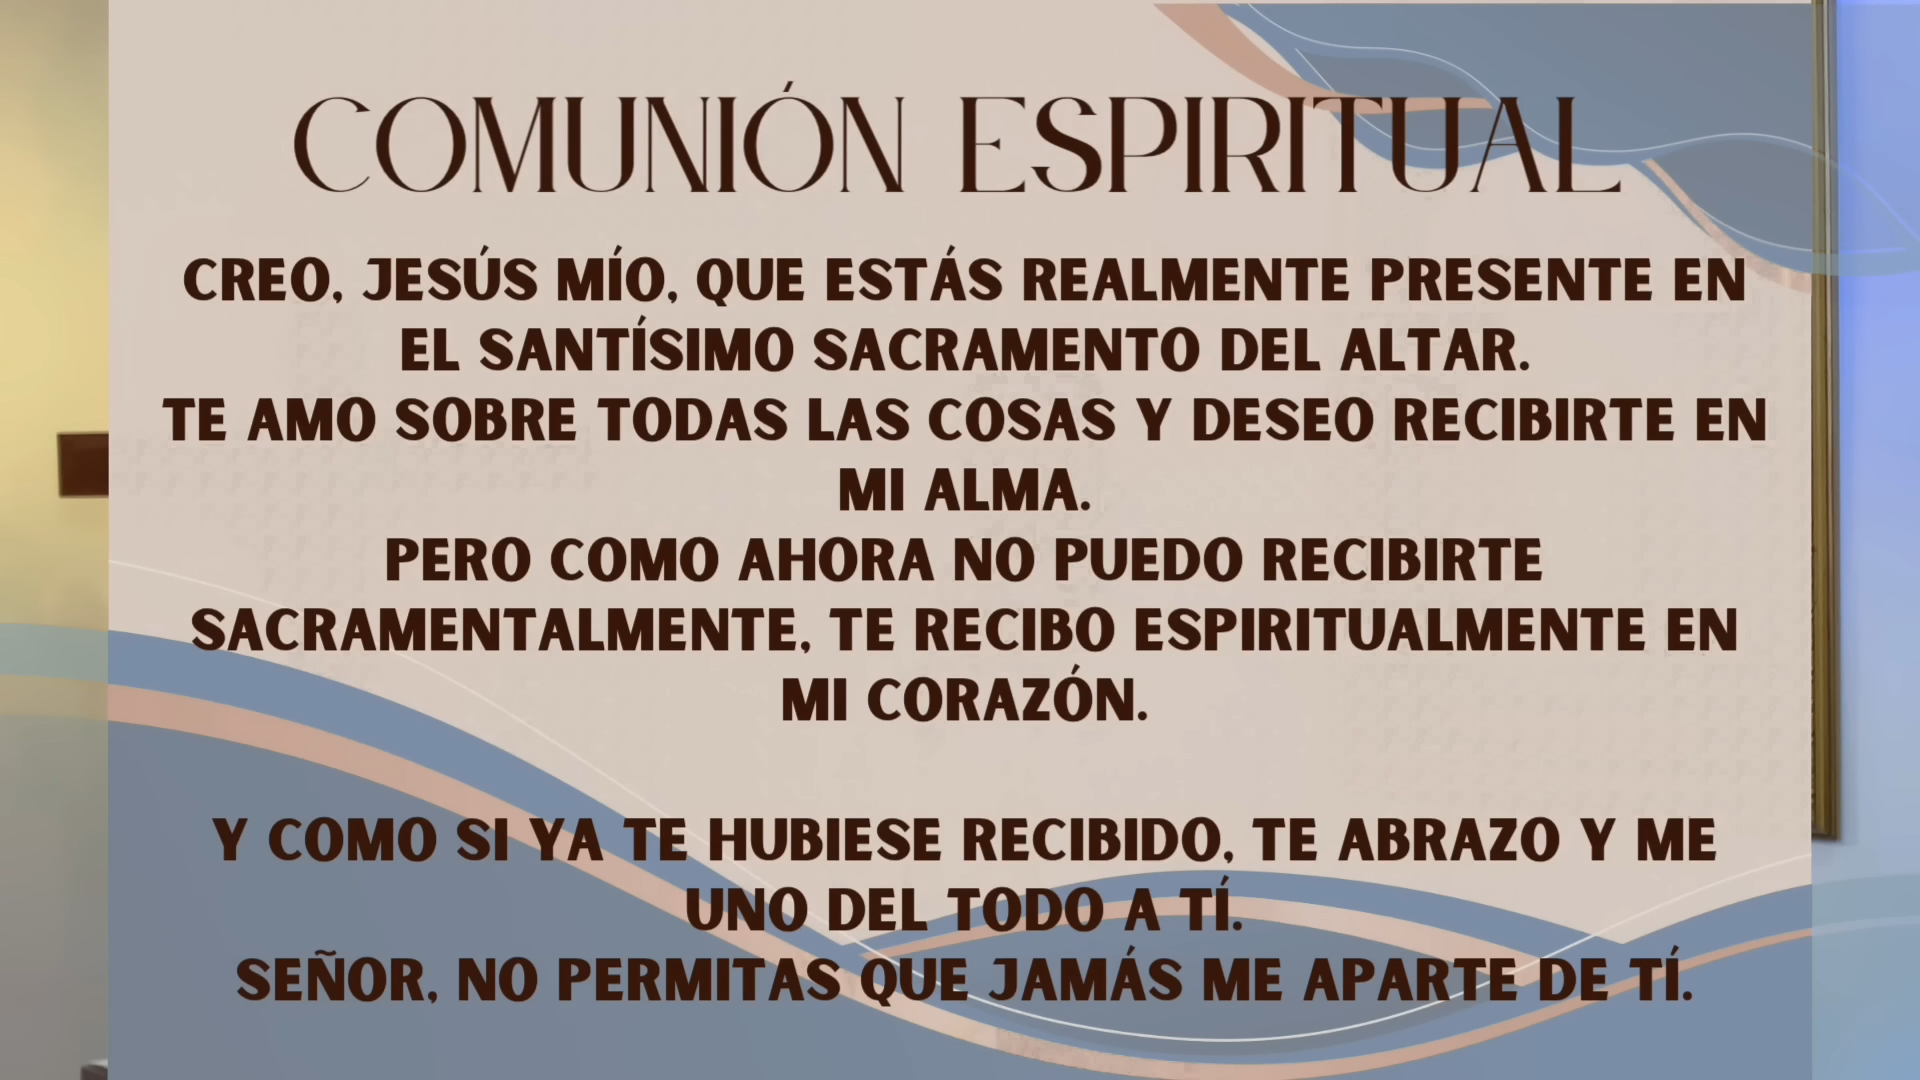 COMUNIÓN ESPIRITUAL
CREO, JESÚS MÍO, QUE ESTÁS REALMENTE PRESENTE EN
EL SANTÍSIMO SACRAMENTO DEL ALTAR.
TE AMO SOBRE TODAS LAS COSAS Y DESEO RECIBIRTE EN
MI ALMA.
PERO COMO AHORA NO PUEDO RECIBIRTE
SACRAMENTALMENTE, TE RECIBO ESPIRITUALMENTE EN
MI CORAZÓN.
Y COMO SI YA TE HUBIESE RECIBIDO, TE ABRAZO Y ME
UNO DEL TODO A TÍ.
SEÑOR, NO PERMITAS QUE JAMÁS ME APARTE DE TÍ.